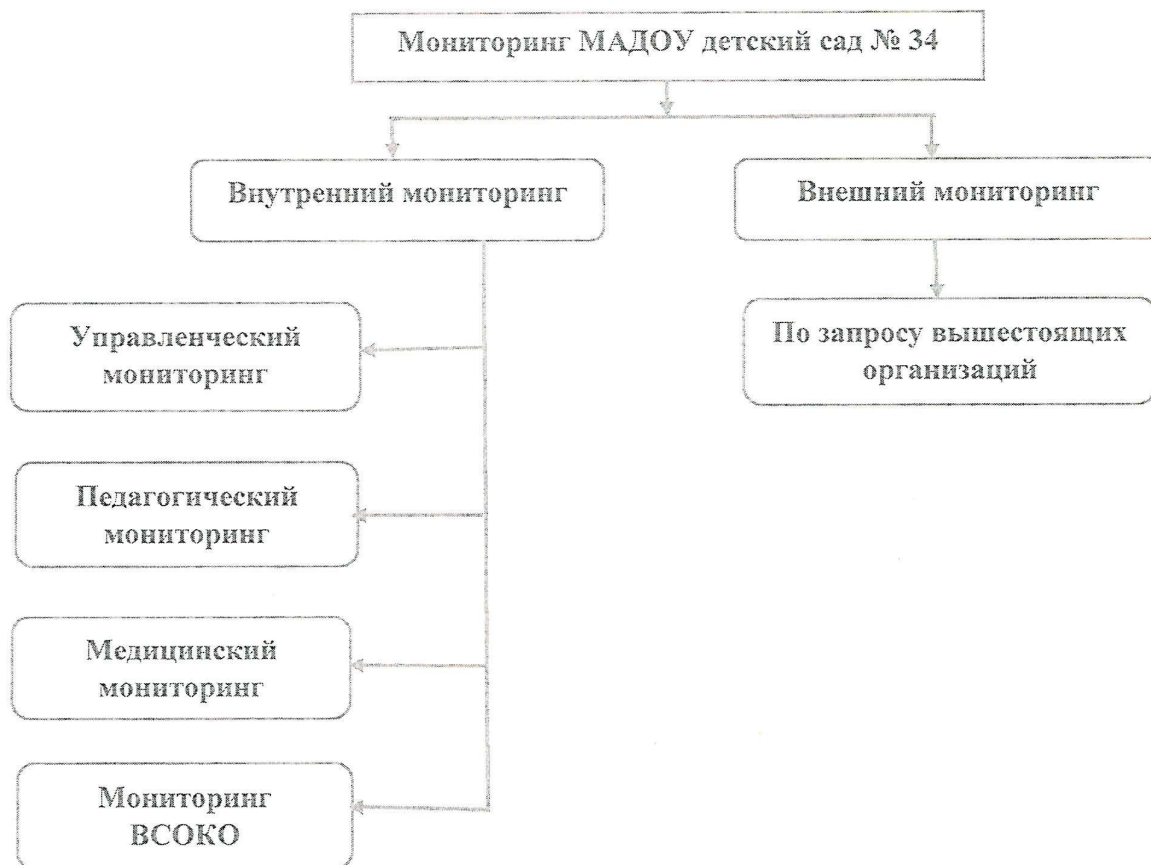 Мониторинг МАДОУ детский сад № 34
Внутренний мониторинг
Внешний мониторинг
Управленческий
мониторинг
По запросу вышестоящих
организаций
Педагогический
мониторинг
Медицинский
мониторинг
Мониторинг
ВСОКО